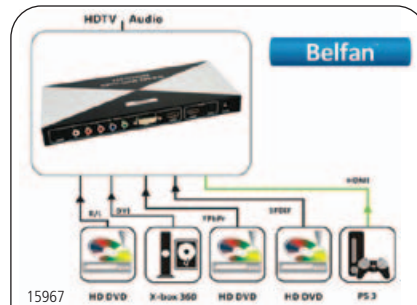 HDTV Audio
Belfan
HDMI
R/L DVI YPbPr SPDIF
15967 HD DVD X-box 360 HD DVD HD DVD PS 3